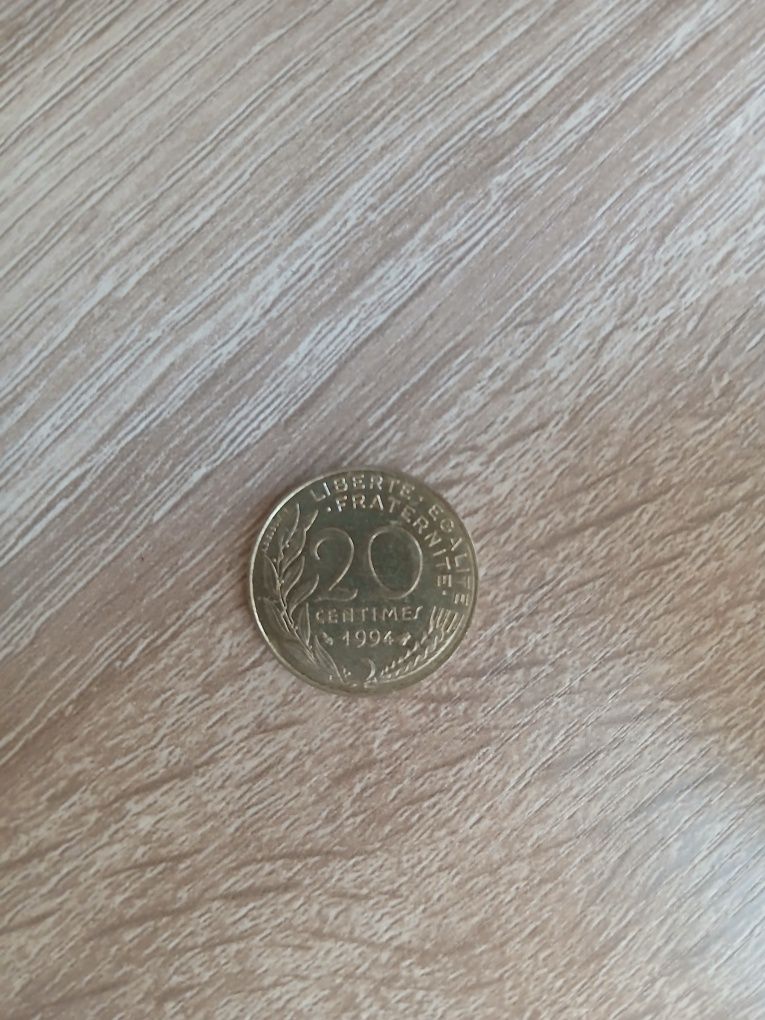 LIBERTE · EGALITE
· FRATERNITE ·
20
CENTIMES
1994